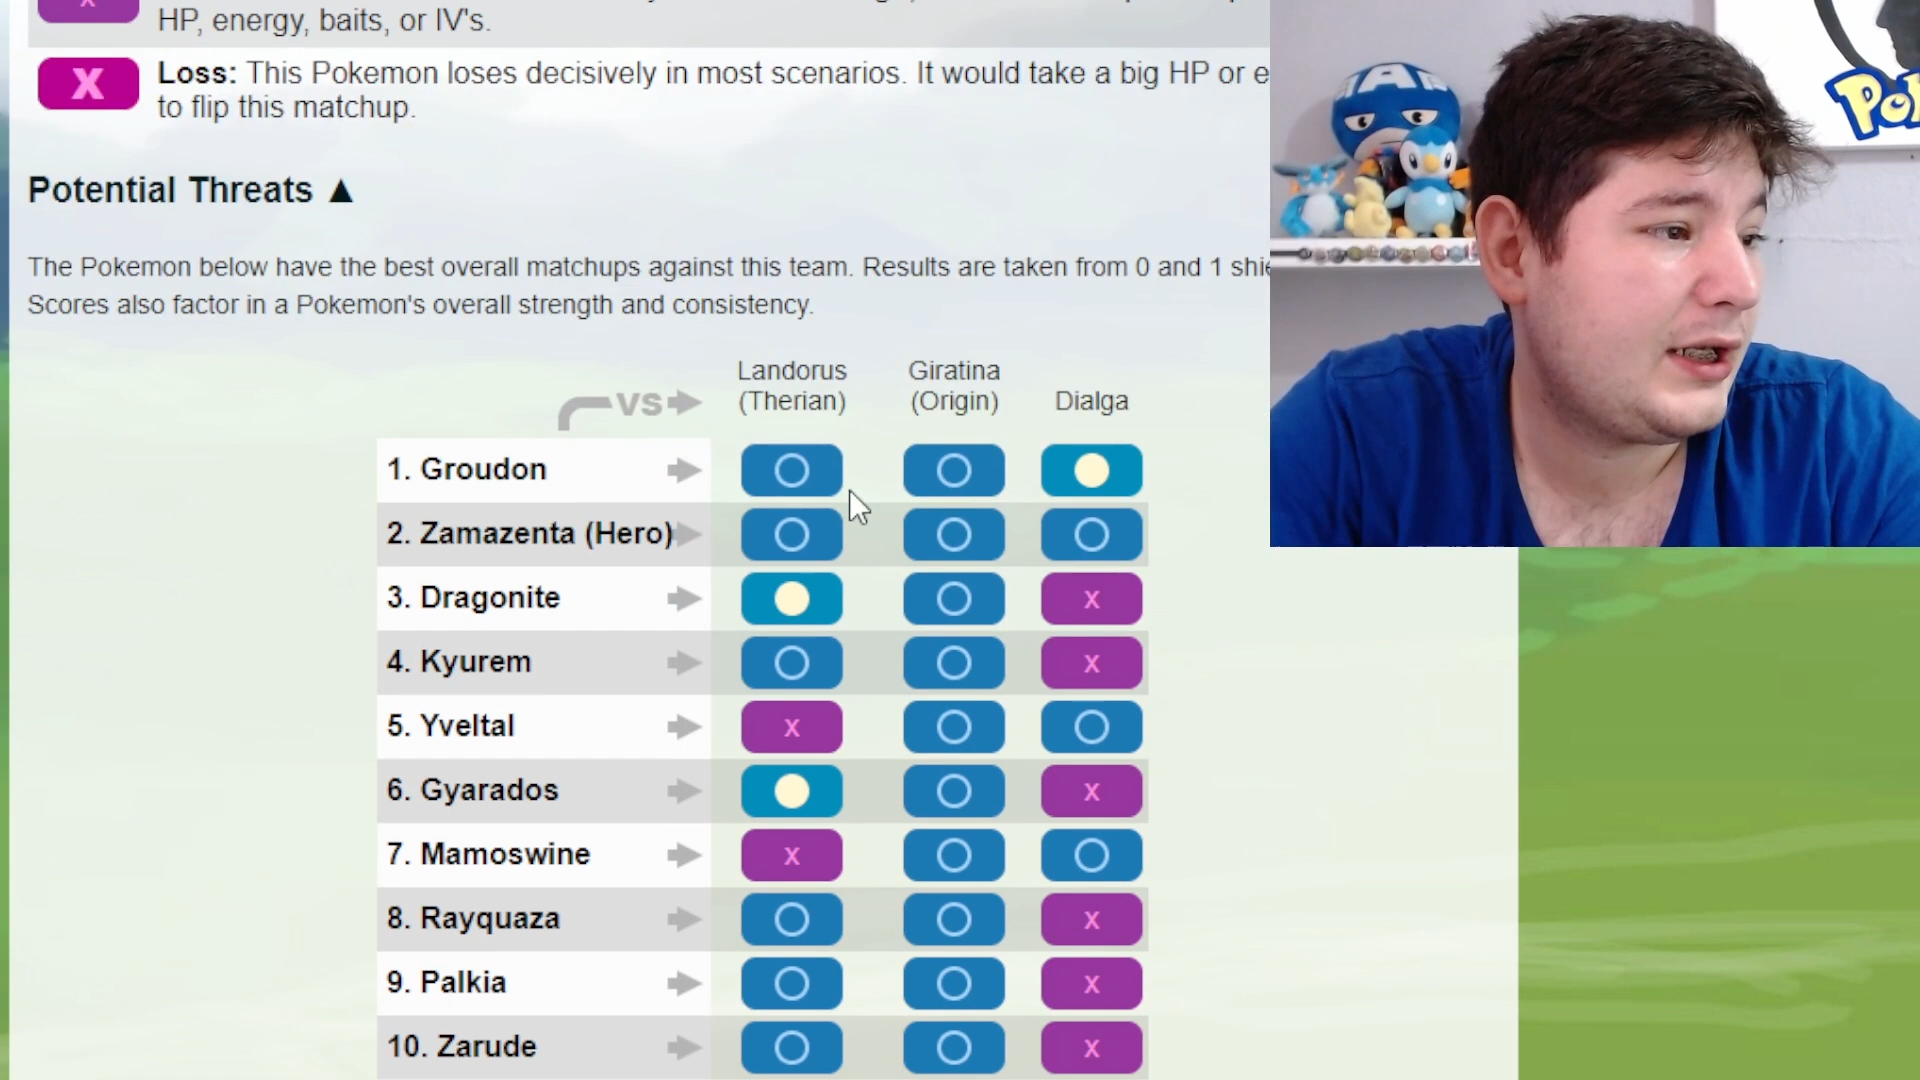 HP, energy, baits, or IV's.
X Loss: This Pokemon loses decisively in most scenarios. It would take a big HP or e
to flip this matchup.
Potential Threats ▲
The Pokemon below have the best overall matchups against this team. Results are taken from 0 and 1 shie
Scores also factor in a Pokemon's overall strength and consistency.
VS Landorus (Therian) Giratina (Origin) Dialga
1. Groudon
2. Zamazenta (Hero)
3. Dragonite x
4. Kyurem x
5. Yveltal x
6. Gyarados x
7. Mamoswine x
8. Rayquaza x
9. Palkia x
10. Zarude x
Pok